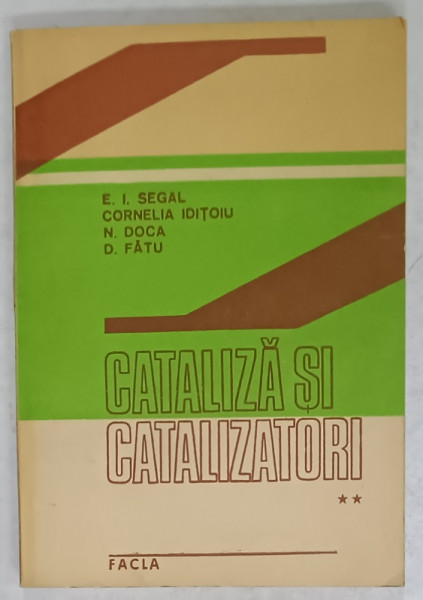 E. I. SEGAL
CORNELIA IDIȚOIU
N. DOCA
D. FĂTU
CATALIZĂ ȘI
CATALIZATORI
**
FACLA